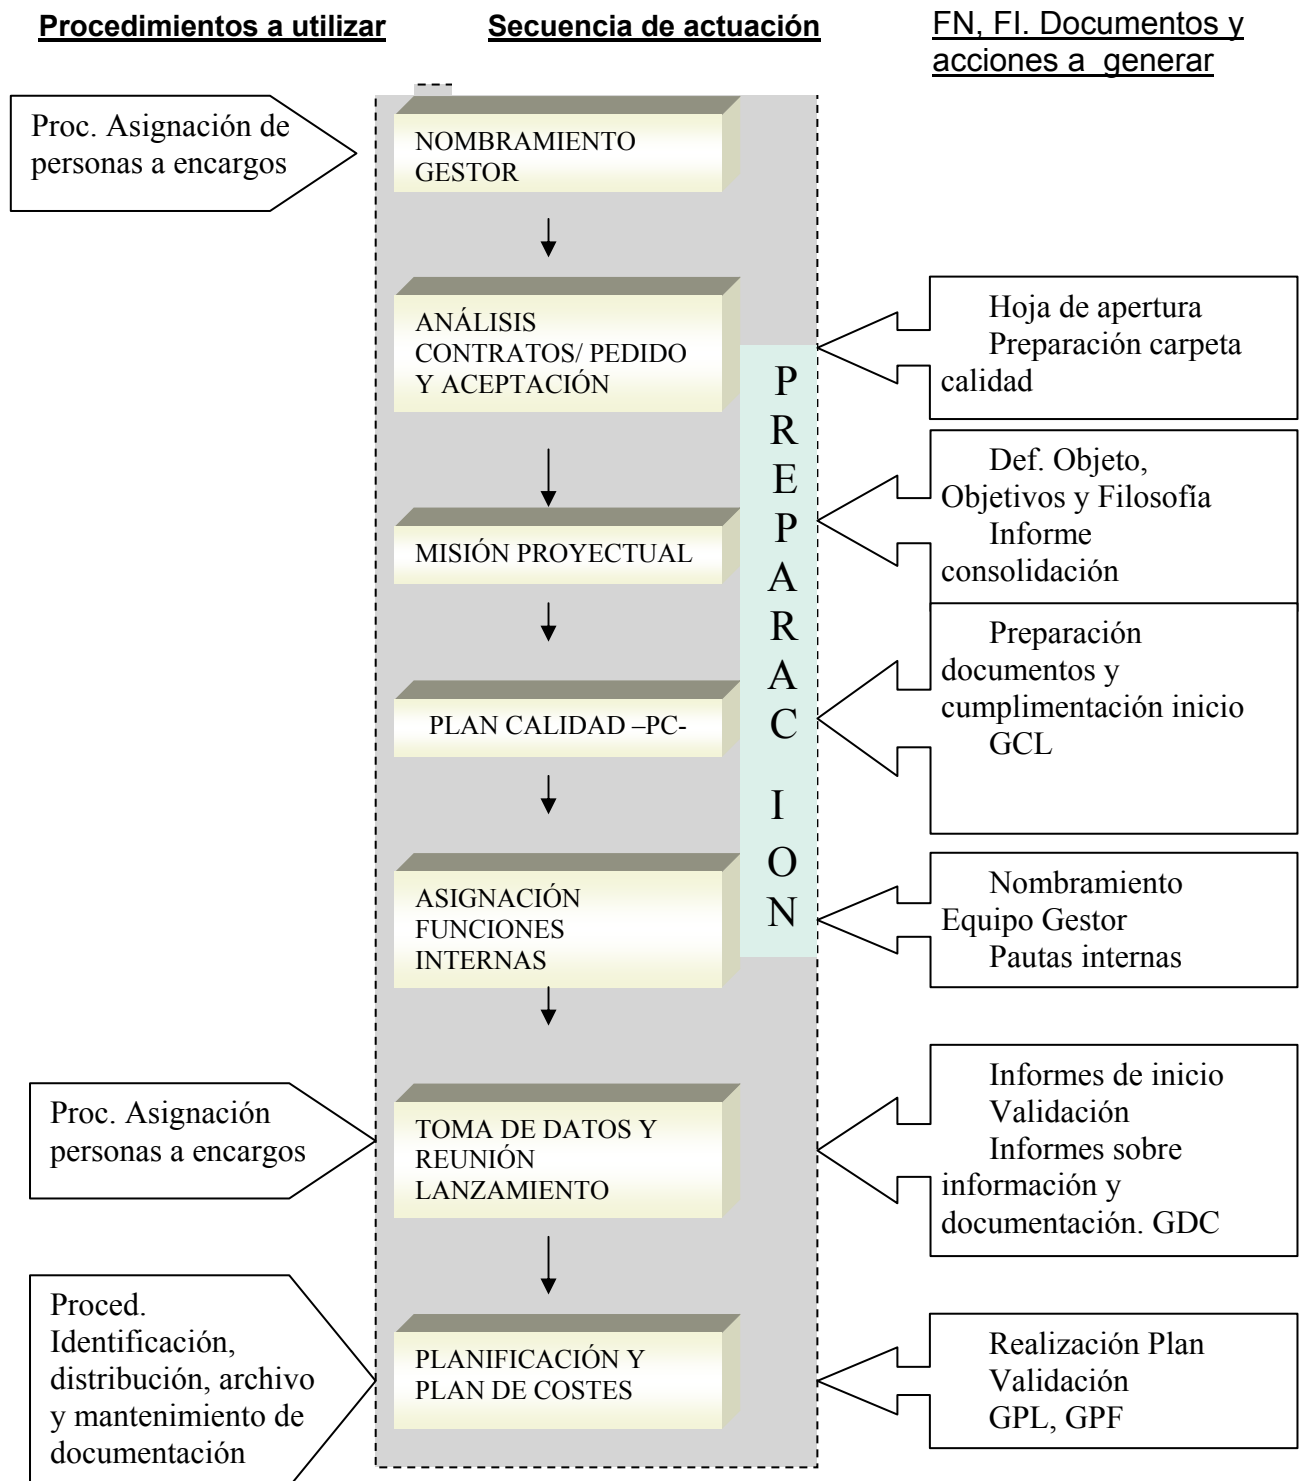 Procedimientos a utilizar
Secuencia de actuación
FN, FI. Documentos y
acciones a generar
Proc. Asignación de
personas a encargos
NOMBRAMIENTO
GESTOR
ANÁLISIS
CONTRATOS/ PEDIDO
Y ACEPTACIÓN
Hoja de apertura
Preparación carpeta
calidad
P
R
E
P
A
R
A
C
I
O
N
MISIÓN PROYECTUAL
Def. Objeto,
Objetivos y Filosofía
Informe
consolidación
PLAN CALIDAD –PC-
Preparación
documentos y
cumplimentación inicio
GCL
ASIGNACIÓN
FUNCIONES
INTERNAS
Nombramiento
Equipo Gestor
Pautas internas
Proc. Asignación
personas a encargos
TOMA DE DATOS Y
REUNIÓN
LANZAMIENTO
Informes de inicio
Validación
Informes sobre
información y
documentación. GDC
Proced.
Identificación,
distribución, archivo
y mantenimiento de
documentación
PLANIFICACIÓN Y
PLAN DE COSTES
Realización Plan
Validación
GPL, GPF